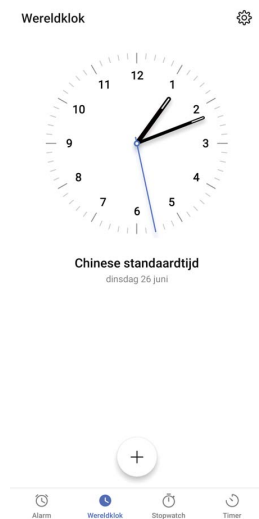 Wereldklok
12
1
2
3
4
5
6
7
8
9
10
11
Chinese standaardtijd
dinsdag 26 juni
Alarm
Wereldklok
Stopwatch
Timer